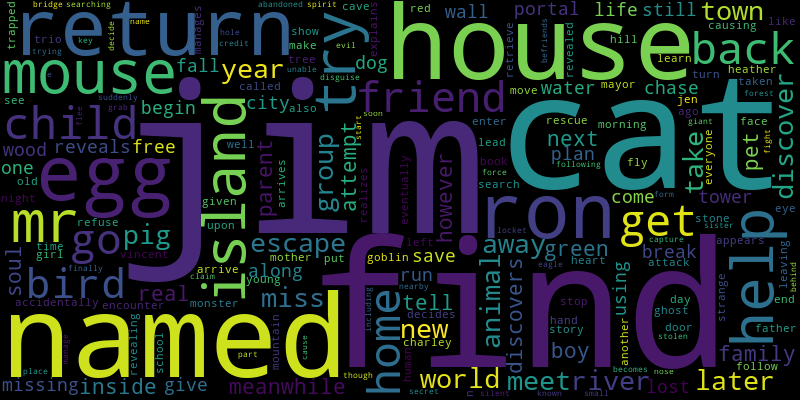 bridge searching
name
abandoned spirit
cave
red
wall
portal
life still
town
trapped
return
manages
hole
credit
show
make
explains
house
retrieve
befriends
revealed
causing
like
trio
key
decide
trying
tree
evil
try
hill
learn
back
mouse
fall
year
unable
dog
disguise
move
water
mayor
turn
heather
see
suddenly
grab
called
city
also
friend
chase
taken
forest
discover
child
begin
flee
soon
enter
rescue
morning
jen
ago
giant
face
fight
cat
wood
reveals
free
jim
parent
group
attempt
start
lead
book
next
plan
following
fly
take
everyone
pet
one
old
egg
island
well
arrives
realizes
eventually
however
search
force
ron
come
form
tower
eye
night
given
upon
locket
get
stone
sister
mr
go
pig
refuse
time
girl
vincent
finally
claim
escape
mother
put
left
goblin
save
away
green
heart
eagle
break
capture
attack
appears
help
leaving
behind
soul
bird
real
arrive
monster
along
young
run
nearby
find
animal
discovers
stop
using
strange
day
ghost
door
stolen
end
father
accidentally
encounter
miss
including
home
tell
decides
new
charley
hand
story
boy
another
family
follow
named
revealing
school
mountain
cause
part
human
becomes
nose
place
though
world
meet
river
lost
later
missing
inside
give
meanwhile
secret
silent
known
small